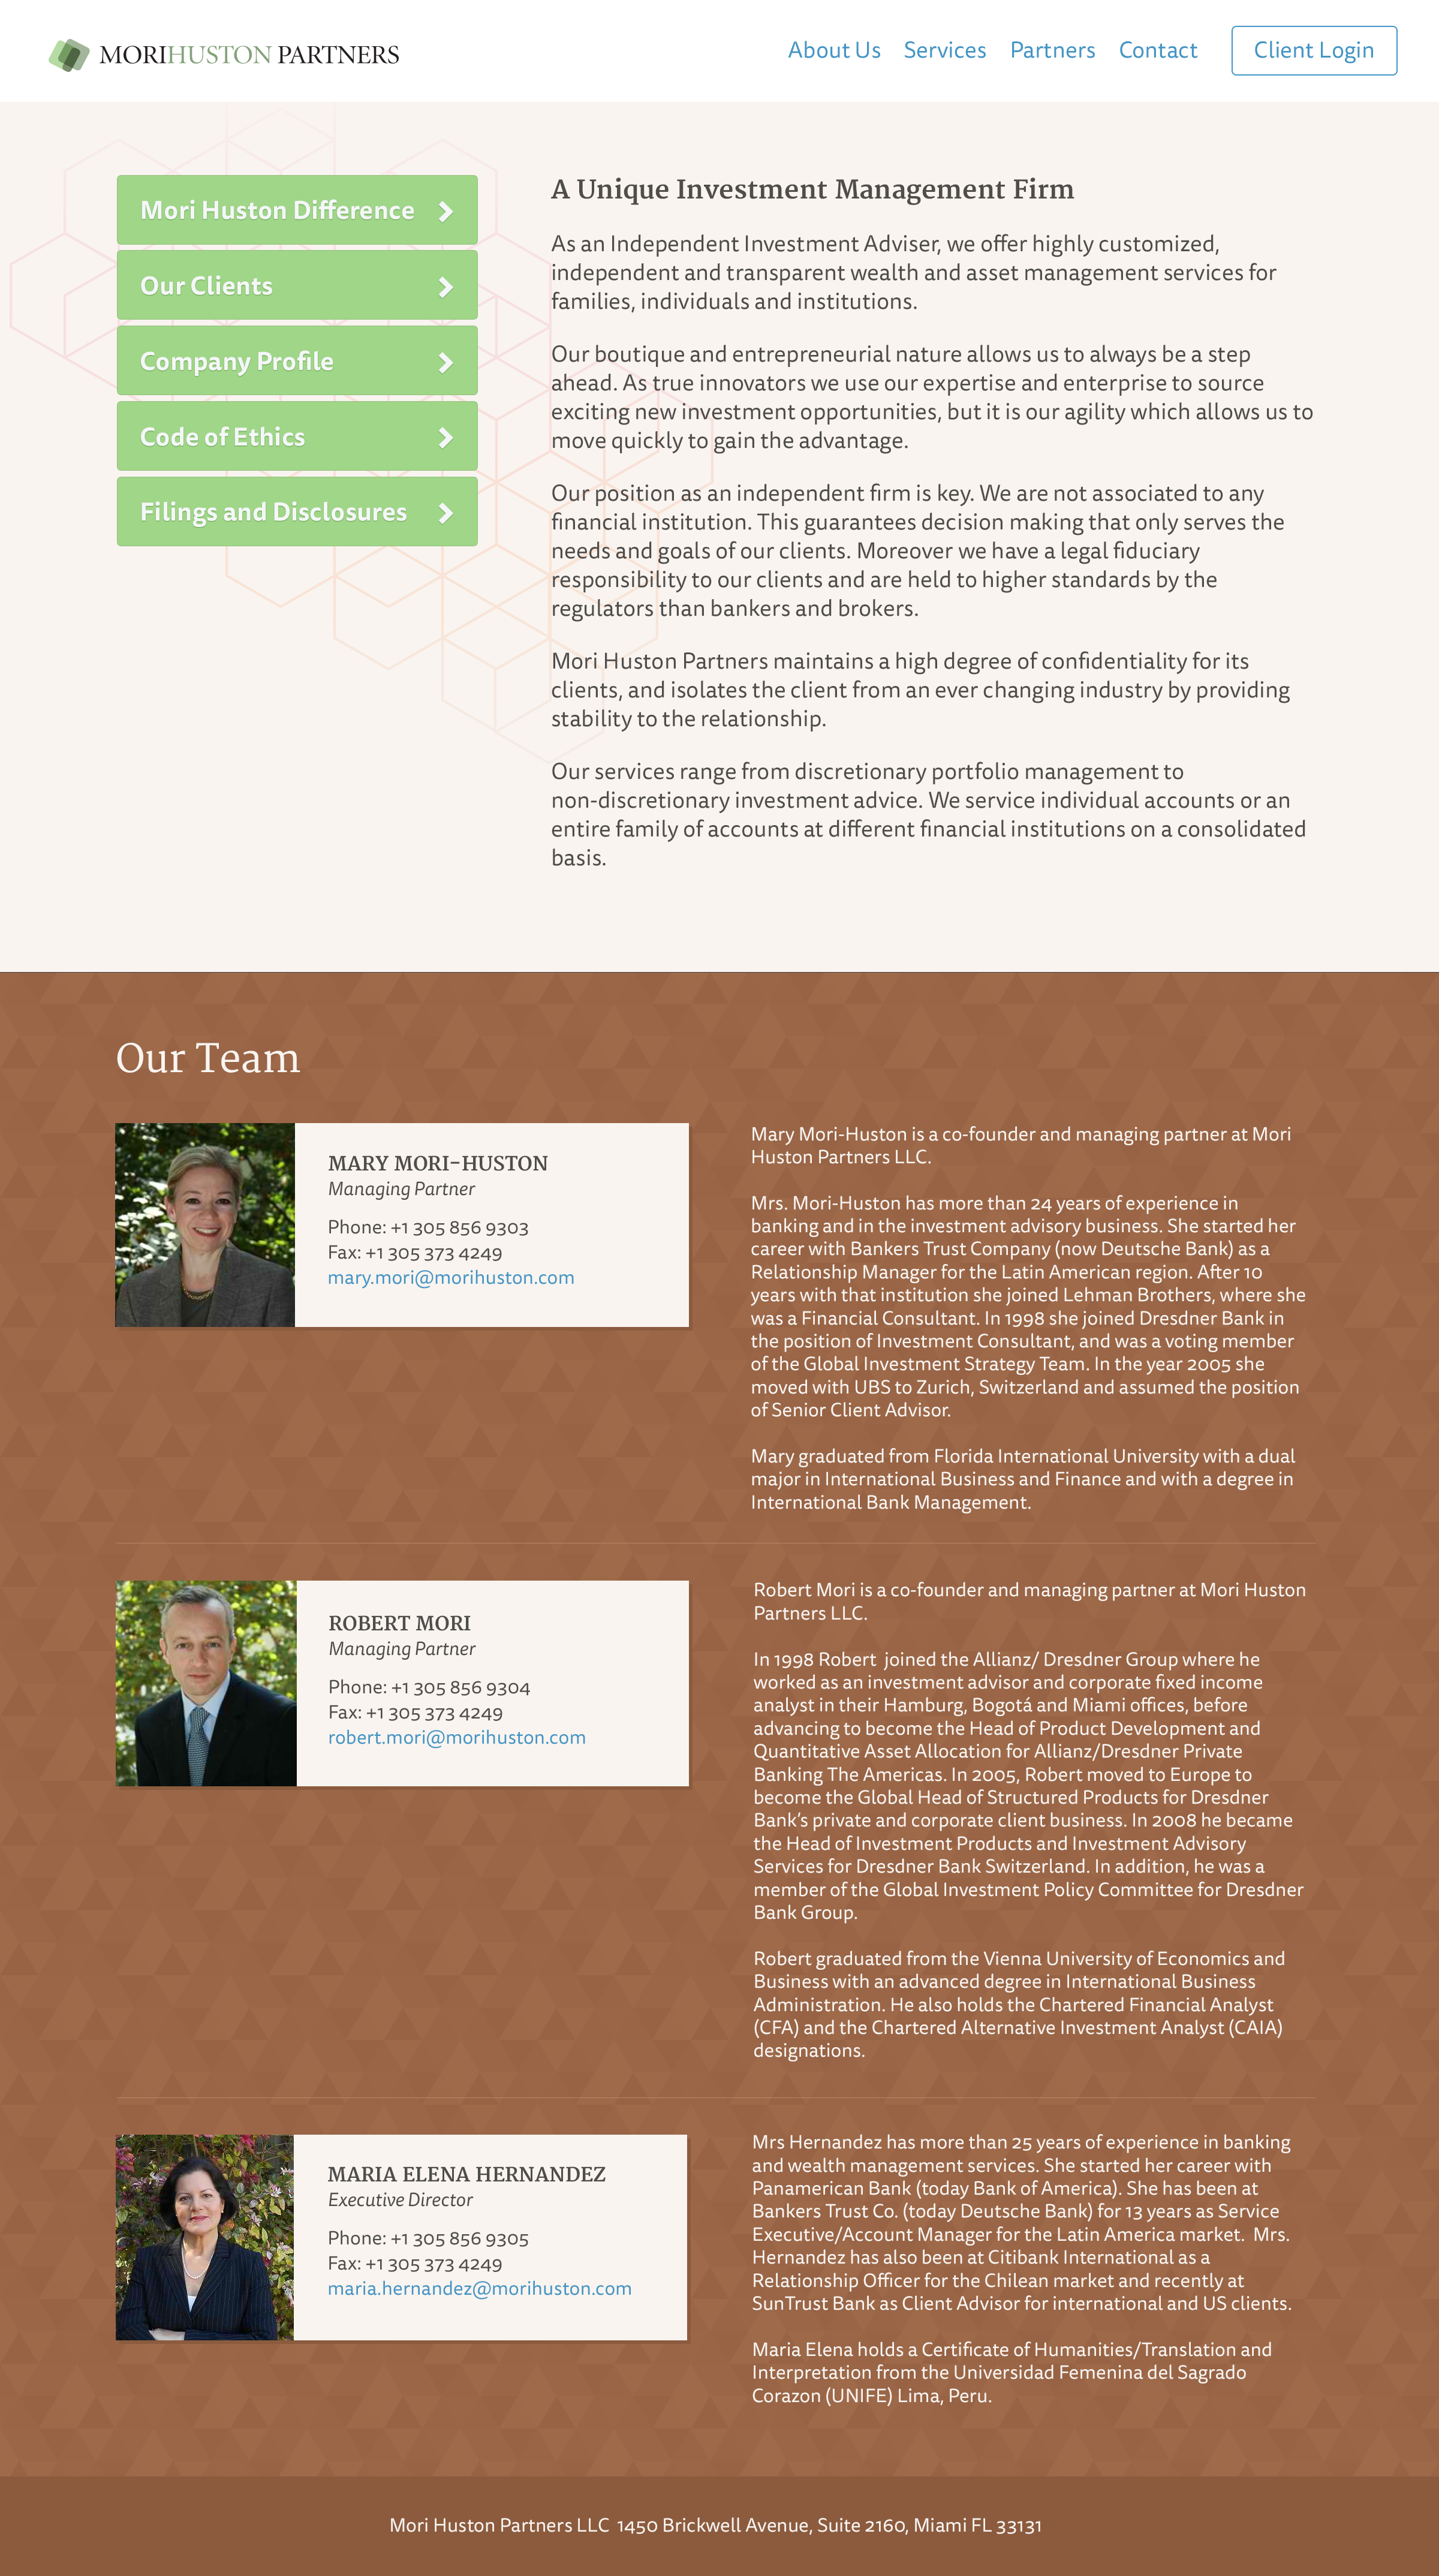 MORIHUSTON PARTNERS
About Us Services Partners Contact Client Login
Mori Huston Difference
Our Clients
Company Profile
Code of Ethics
Filings and Disclosures
A Unique Investment Management Firm
As an Independent Investment Adviser, we offer highly customized,
independent and transparent wealth and asset management services for
families, individuals and institutions.
Our boutique and entrepreneurial nature allows us to always be a step
ahead. As true innovators we use our expertise and enterprise to source
exciting new investment opportunities, but it is our agility which allows us to
move quickly to gain the advantage.
Our position as an independent firm is key. We are not associated to any
financial institution. This guarantees decision making that only serves the
needs and goals of our clients. Moreover we have a legal fiduciary
responsibility to our clients and are held to higher standards by the
regulators than bankers and brokers.
Mori Huston Partners maintains a high degree of confidentiality for its
clients, and isolates the client from an ever changing industry by providing
stability to the relationship.
Our services range from discretionary portfolio management to
non-discretionary investment advice. We service individual accounts or an
entire family of accounts at different financial institutions on a consolidated
basis.
Our Team
MARY MORI-HUSTON
Managing Partner
Phone: +1 305 856 9303
Fax: +1 305 373 4249
mary.mori@morihuston.com
Mary Mori-Huston is a co-founder and managing partner at Mori
Huston Partners LLC.
Mrs. Mori-Huston has more than 24 years of experience in
banking and in the investment advisory business. She started her
career with Bankers Trust Company (now Deutsche Bank) as a
Relationship Manager for the Latin American region. After 10
years with that institution she joined Lehman Brothers, where she
was a Financial Consultant. In 1998 she joined Dresdner Bank in
the position of Investment Consultant, and was a voting member
of the Global Investment Strategy Team. In the year 2005 she
moved with UBS to Zurich, Switzerland and assumed the position
of Senior Client Advisor.
Mary graduated from Florida International University with a dual
major in International Business and Finance and with a degree in
International Bank Management.
ROBERT MORI
Managing Partner
Phone: +1 305 856 9304
Fax: +1 305 373 4249
robert.mori@morihuston.com
Robert Mori is a co-founder and managing partner at Mori Huston
Partners LLC.
In 1998 Robert joined the Allianz/ Dresdner Group where he
worked as an investment advisor and corporate fixed income
analyst in their Hamburg, Bogotá and Miami offices, before
advancing to become the Head of Product Development and
Quantitative Asset Allocation for Allianz/Dresdner Private
Banking The Americas. In 2005, Robert moved to Europe to
become the Global Head of Structured Products for Dresdner
Bank's private and corporate client business. In 2008 he became
the Head of Investment Products and Investment Advisory
Services for Dresdner Bank Switzerland. In addition, he was a
member of the Global Investment Policy Committee for Dresdner
Bank Group.
Robert graduated from the Vienna University of Economics and
Business with an advanced degree in International Business
Administration. He also holds the Chartered Financial Analyst
(CFA) and the Chartered Alternative Investment Analyst (CAIA)
designations.
MARIA ELENA HERNANDEZ
Executive Director
Phone: +1 305 856 9305
Fax: +1 305 373 4249
maria.hernandez@morihuston.com
Mrs Hernandez has more than 25 years of experience in banking
and wealth management services. She started her career with
Panamerican Bank (today Bank of America). She has been at
Bankers Trust Co. (today Deutsche Bank) for 13 years as Service
Executive/Account Manager for the Latin America market. Mrs.
Hernandez has also been at Citibank International as a
Relationship Officer for the Chilean market and recently at
SunTrust Bank as Client Advisor for international and US clients.
Maria Elena holds a Certificate of Humanities/Translation and
Interpretation from the Universidad Femenina del Sagrado
Corazon (UNIFE) Lima, Peru.
Mori Huston Partners LLC 1450 Brickwell Avenue, Suite 2160, Miami FL 33131